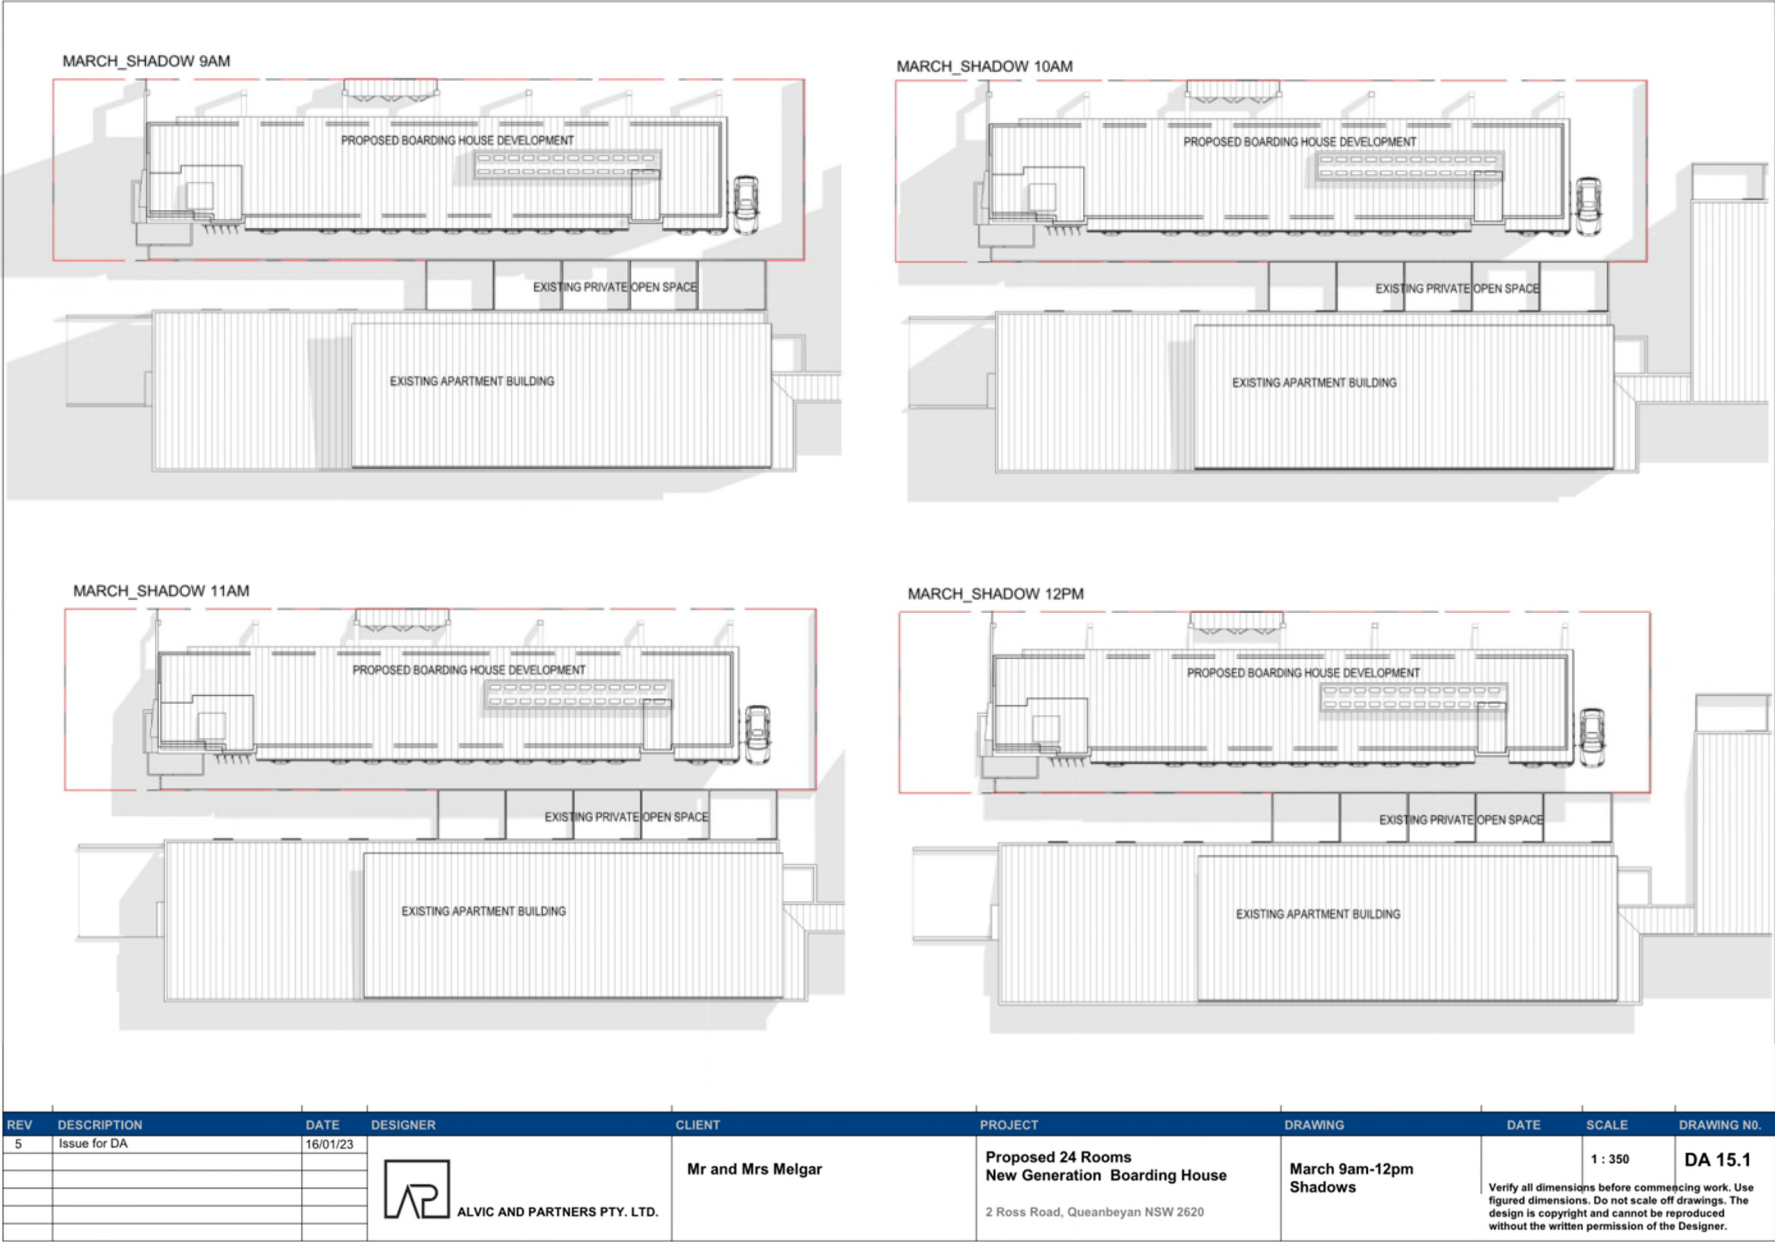 MARCH_SHADOW 9AM
PROPOSED BOARDING HOUSE DEVELOPMENT
EXISTING PRIVATE OPEN SPACE
EXISTING APARTMENT BUILDING
MARCH_SHADOW 10AM
PROPOSED BOARDING HOUSE DEVELOPMENT
EXISTING PRIVATE OPEN SPACE
EXISTING APARTMENT BUILDING
MARCH_SHADOW 11AM
PROPOSED BOARDING HOUSE DEVELOPMENT
EXISTING PRIVATE OPEN SPACE
EXISTING APARTMENT BUILDING
MARCH_SHADOW 12PM
PROPOSED BOARDING HOUSE DEVELOPMENT
EXISTING PRIVATE OPEN SPACE
EXISTING APARTMENT BUILDING
REV DESCRIPTION DATE DESIGNER CLIENT PROJECT DRAWING DATE SCALE DRAWING N0.
5 Issue for DA 16/01/23
AP
ALVIC AND PARTNERS PTY. LTD.
Mr and Mrs Melgar
Proposed 24 Rooms
New Generation Boarding House
2 Ross Road, Queanbeyan NSW 2620
March 9am-12pm
Shadows
1 : 350
DA 15.1
Verify all dimensions before commencing work. Use
figured dimensions. Do not scale off drawings. The
design is copyright and cannot be reproduced
without the written permission of the Designer.